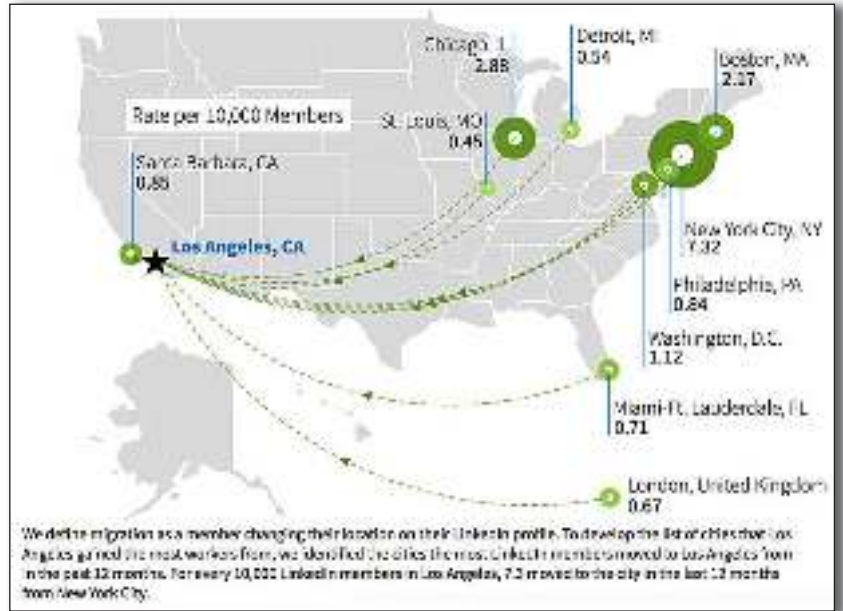 Chicago, IL
2.88
Detroit, MI
0.54
Boston, MA
2.17
Rate per 10,000 Members
St. Louis, MO
0.45
Santa Barbara, CA
0.85
Los Angeles, CA
New York City, NY
7.32
Philadelphia, PA
0.84
Washington, D.C.
1.12
Miami-Ft. Lauderdale, FL
0.71
London, United Kingdom
0.67
We define migration as a member changing their location on their LinkedIn profile. To develop the list of cities that Los
Angeles gained the most workers from, we identified the cities the most LinkedIn members moved to Los Angeles from
in the past 12 months. For every 10,000 LinkedIn members in Los Angeles, 7.3 moved to the city in the last 12 months
from New York City.